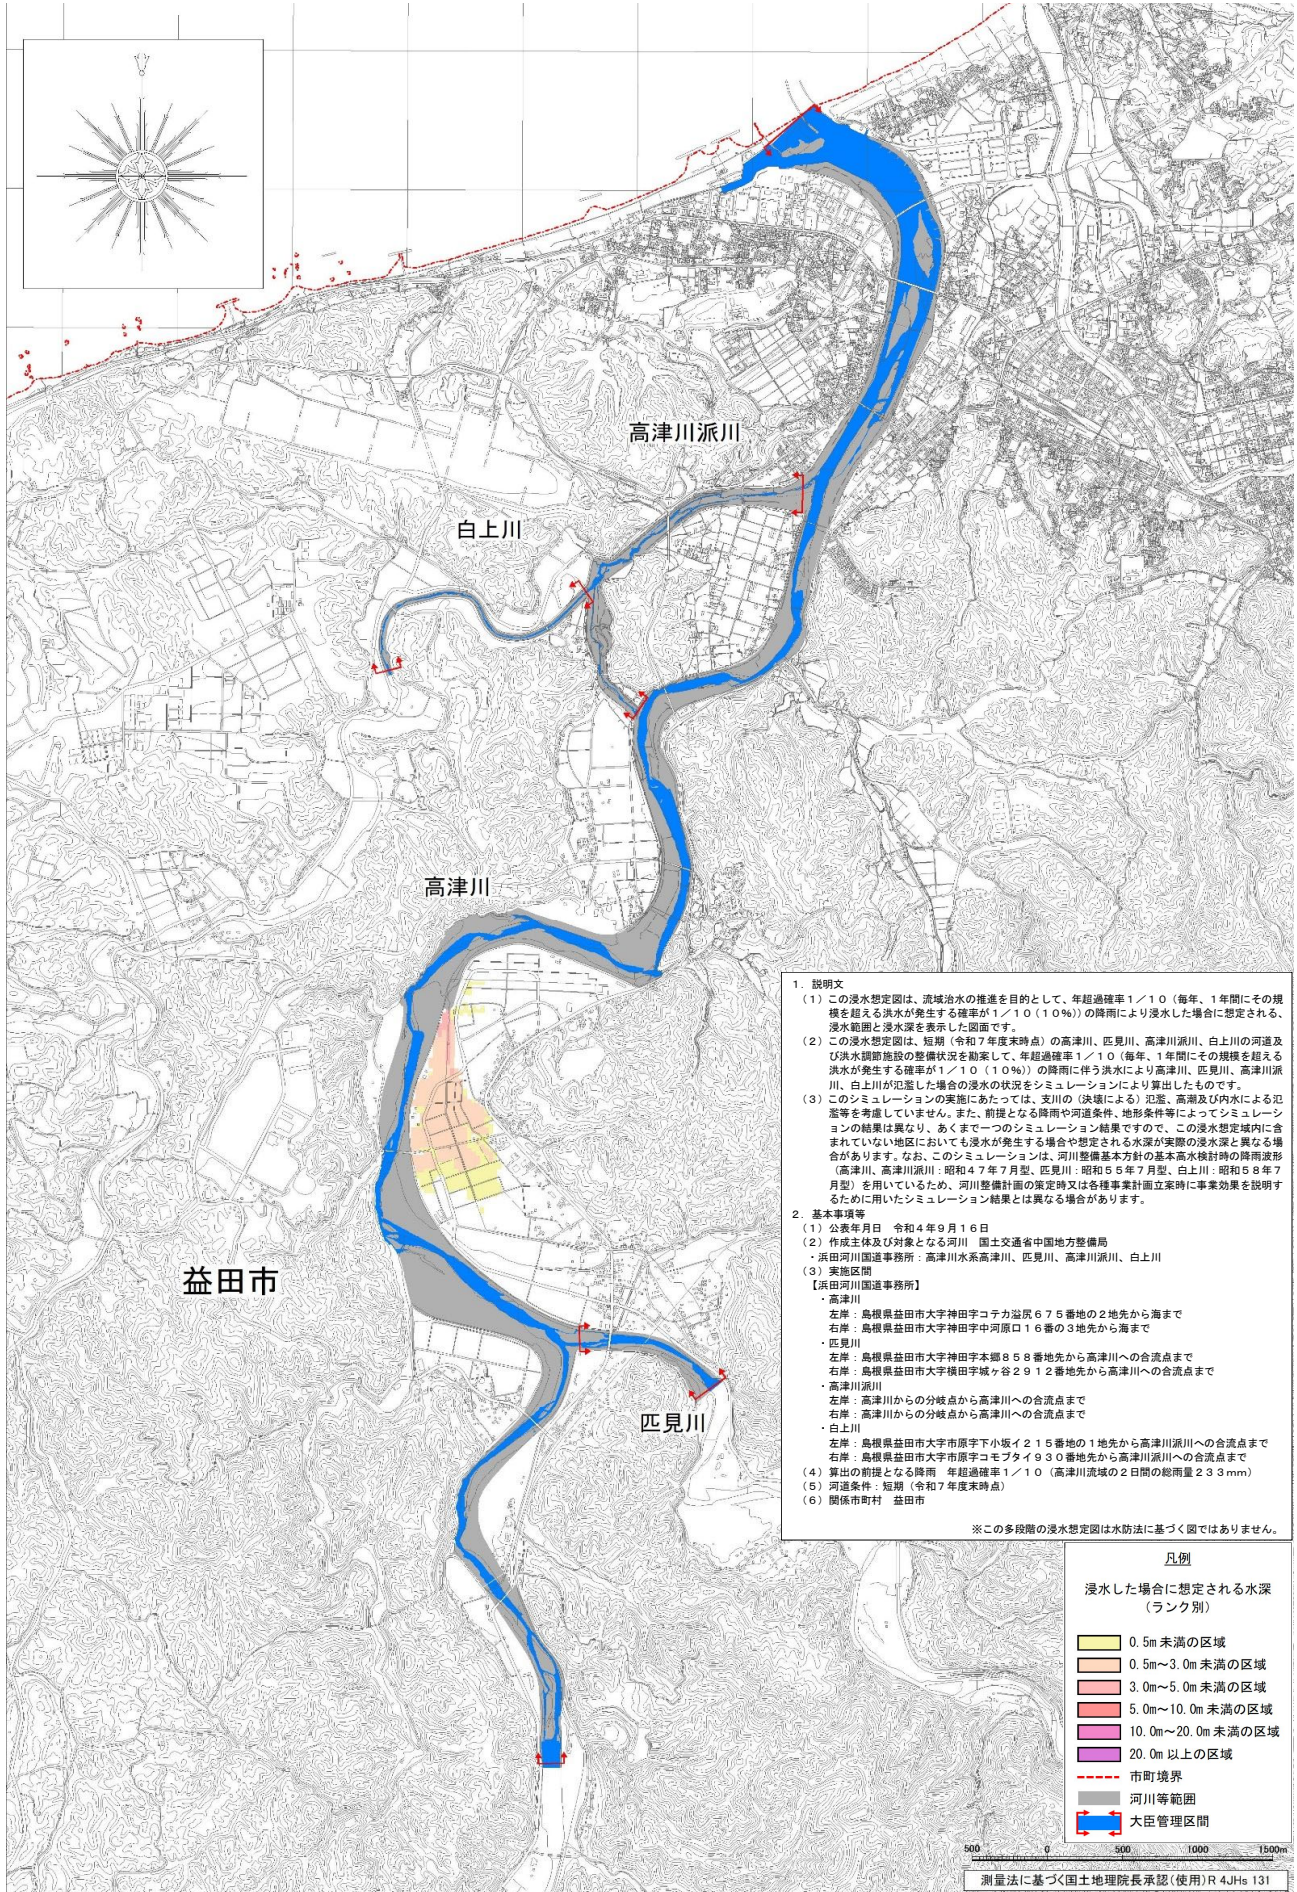 高津川派川
白上川
高津川
益田市
匹見川
1. 説明文
(1) この浸水想定図は、流域治水の推進を目的として、年超過確率1/10(毎年、1年間にその規
模を超える洪水が発生する確率が1/10(10%))の降雨により浸水した場合に想定される、
浸水範囲と浸水深を表示した図面です。
(2) この浸水想定図は、短期(令和7年度末時点)の高津川、匹見川、高津川派川、白上川の河道及
び洪水調節施設の整備状況を勘案して、年超過確率1/10(毎年、1年間にその規模を超える
洪水が発生する確率が1/10(10%))の降雨に伴う洪水により高津川、匹見川、高津川派
川、白上川が氾濫した場合の浸水の状況をシミュレーションにより算出したものです。
(3) このシミュレーションの実施にあたっては、支川の(決壊による)氾濫、高潮及び内水による氾
濫等を考慮していません。また、前提となる降雨や河道条件、地形条件等によってシミュレーショ
ンの結果は異なり、あくまで一つのシミュレーション結果ですので、この浸水想定域内に含
まれていない地区においても浸水が発生する場合や想定される水深が実際の浸水深と異なる場
合があります。なお、このシミュレーションは、河川整備基本方針の基本高水検討時の降雨波形
(高津川、高津川派川:昭和47年7月型、匹見川:昭和55年7月型、白上川:昭和58年7
月型)を用いているため、河川整備計画の策定時又は各種事業計画立案時に事業効果を説明す
るために用いたシミュレーション結果とは異なる場合があります。
2. 基本事項等
(1) 公表年月日 令和4年9月16日
(2) 作成主体及び対象となる河川 国土交通省中国地方整備局
・浜田河川国道事務所:高津川水系高津川、匹見川、高津川派川、白上川
(3) 実施区間
【浜田河川国道事務所】
・高津川
左岸:島根県益田市大字神田字コテカ溢尻675番地の2地先から海まで
右岸:島根県益田市大字神田字中河原口16番の3地先から海まで
・匹見川
左岸:島根県益田市大字神田字本郷858番地先から高津川への合流点まで
右岸:島根県益田市大字横田字城ヶ谷2912番地先から高津川への合流点まで
・高津川派川
左岸:高津川からの分岐点から高津川への合流点まで
右岸:高津川からの分岐点から高津川への合流点まで
・白上川
左岸:島根県益田市大字市原字下小坂イ215番地の1地先から高津川派川への合流点まで
右岸:島根県益田市大字市原字コモブタイ930番地先から高津川派川への合流点まで
(4) 算出の前提となる降雨 年超過確率1/10(高津川流域の2日間の総雨量233mm)
(5) 河道条件:短期(令和7年度末時点)
(6) 関係市町村 益田市
※この多段階の浸水想定図は水防法に基づく図ではありません。
凡例
浸水した場合に想定される水深
(ランク別)
0.5m未満の区域
0.5m~3.0m未満の区域
3.0m~5.0m未満の区域
5.0m~10.0m未満の区域
10.0m~20.0m未満の区域
20.0m以上の区域
市町境界
河川等範囲
大臣管理区間
500 0 500 1000 1500m
測量法に基づく国土地理院長承認(使用)R 4JHs 131